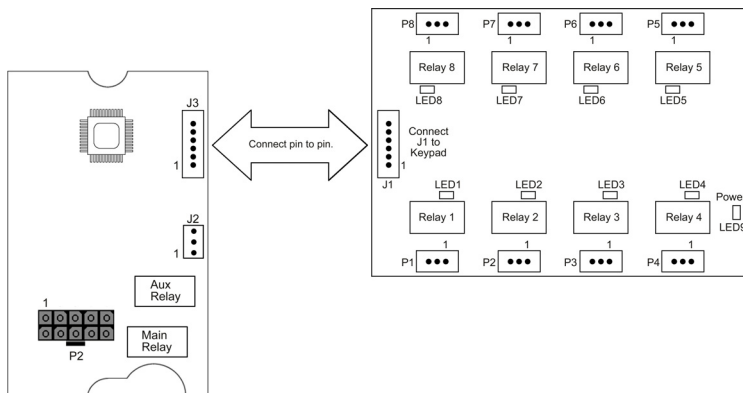 J3
1
J2
1
Aux
Relay
1
P2
Main
Relay
Connect pin to pin.
P8
P7
P6
P5
1
1
1
1
Relay 8
Relay 7
Relay 6
Relay 5
LED8
LED7
LED6
LED5
Connect
J1 to
Keypad
1
J1
LED1
LED2
LED3
LED4
Relay 1
Relay 2
Relay 3
Relay 4
Power
LED9
1
1
1
1
P1
P2
P3
P4